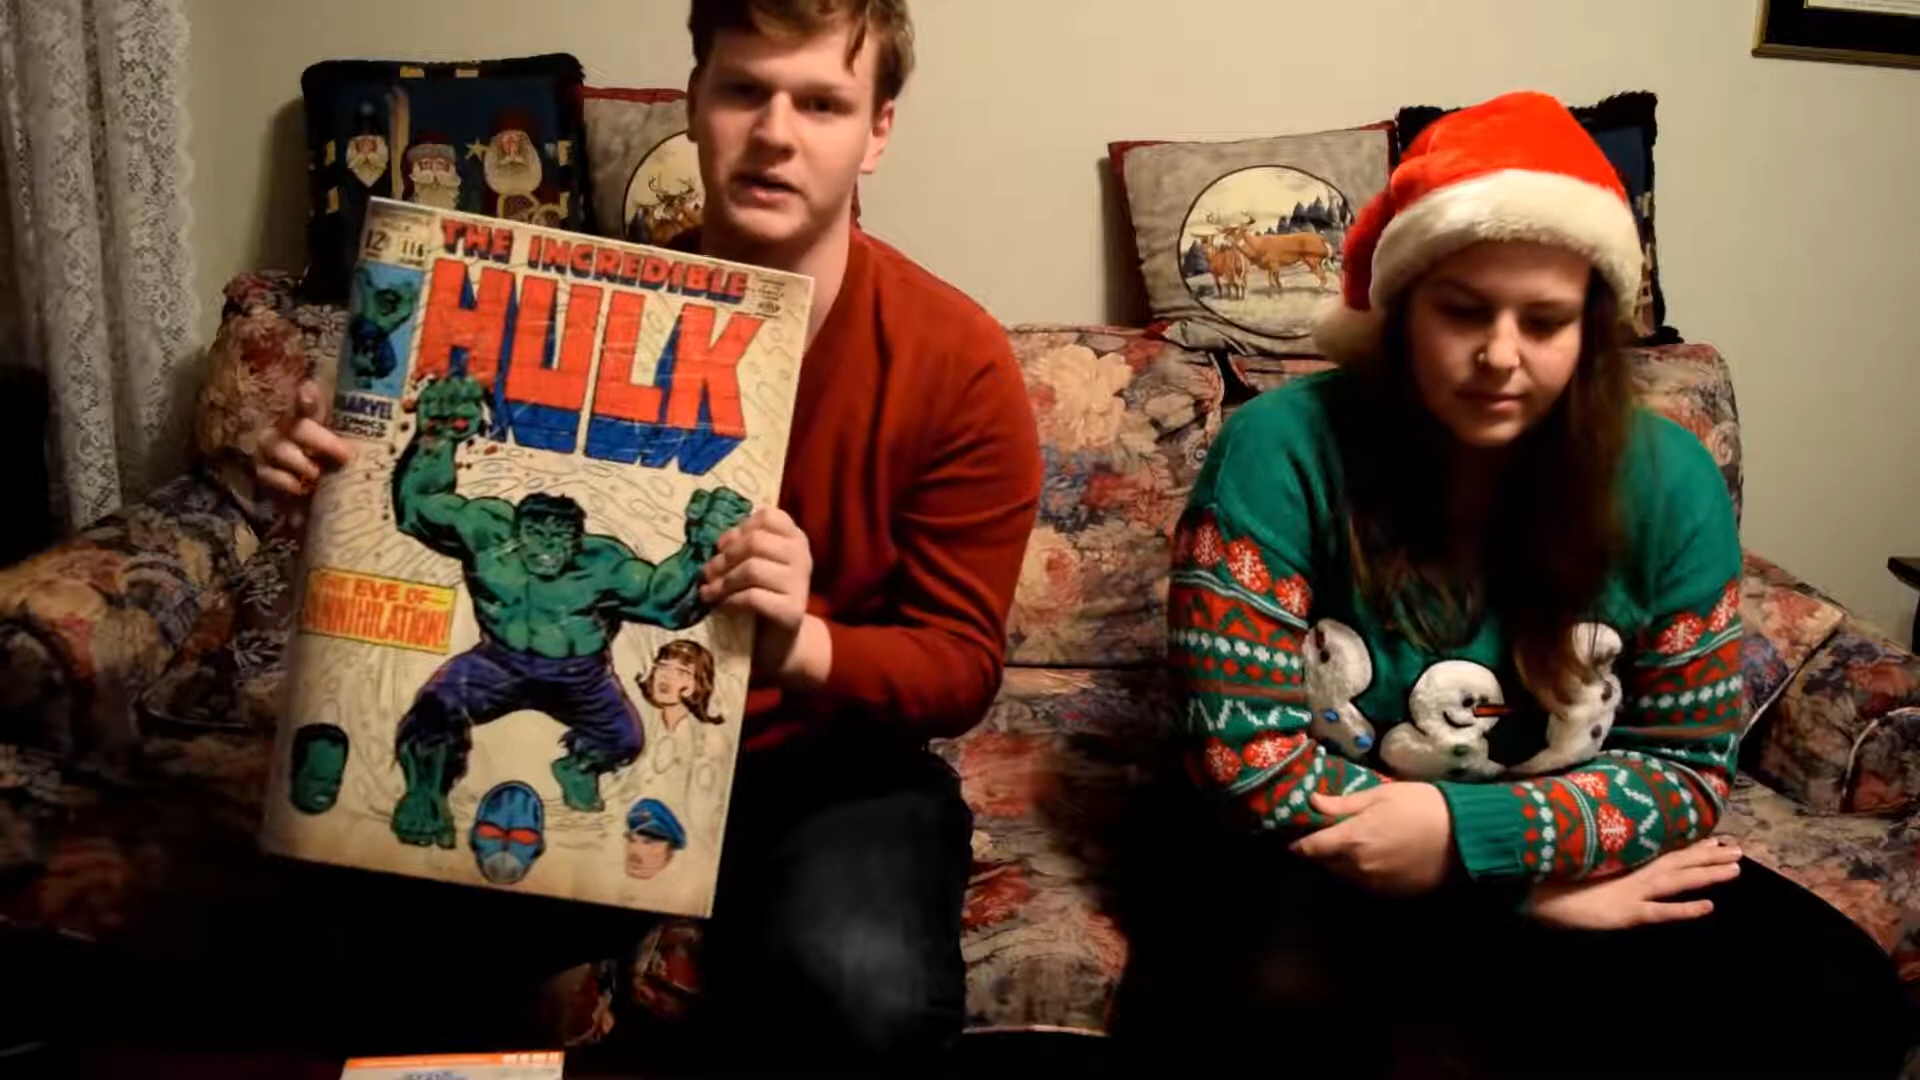 12¢ 116
THE INCREDIBLE
HULK
MARVEL
COMICS
GROUP
THE EVE OF—
ANNIHILATION!